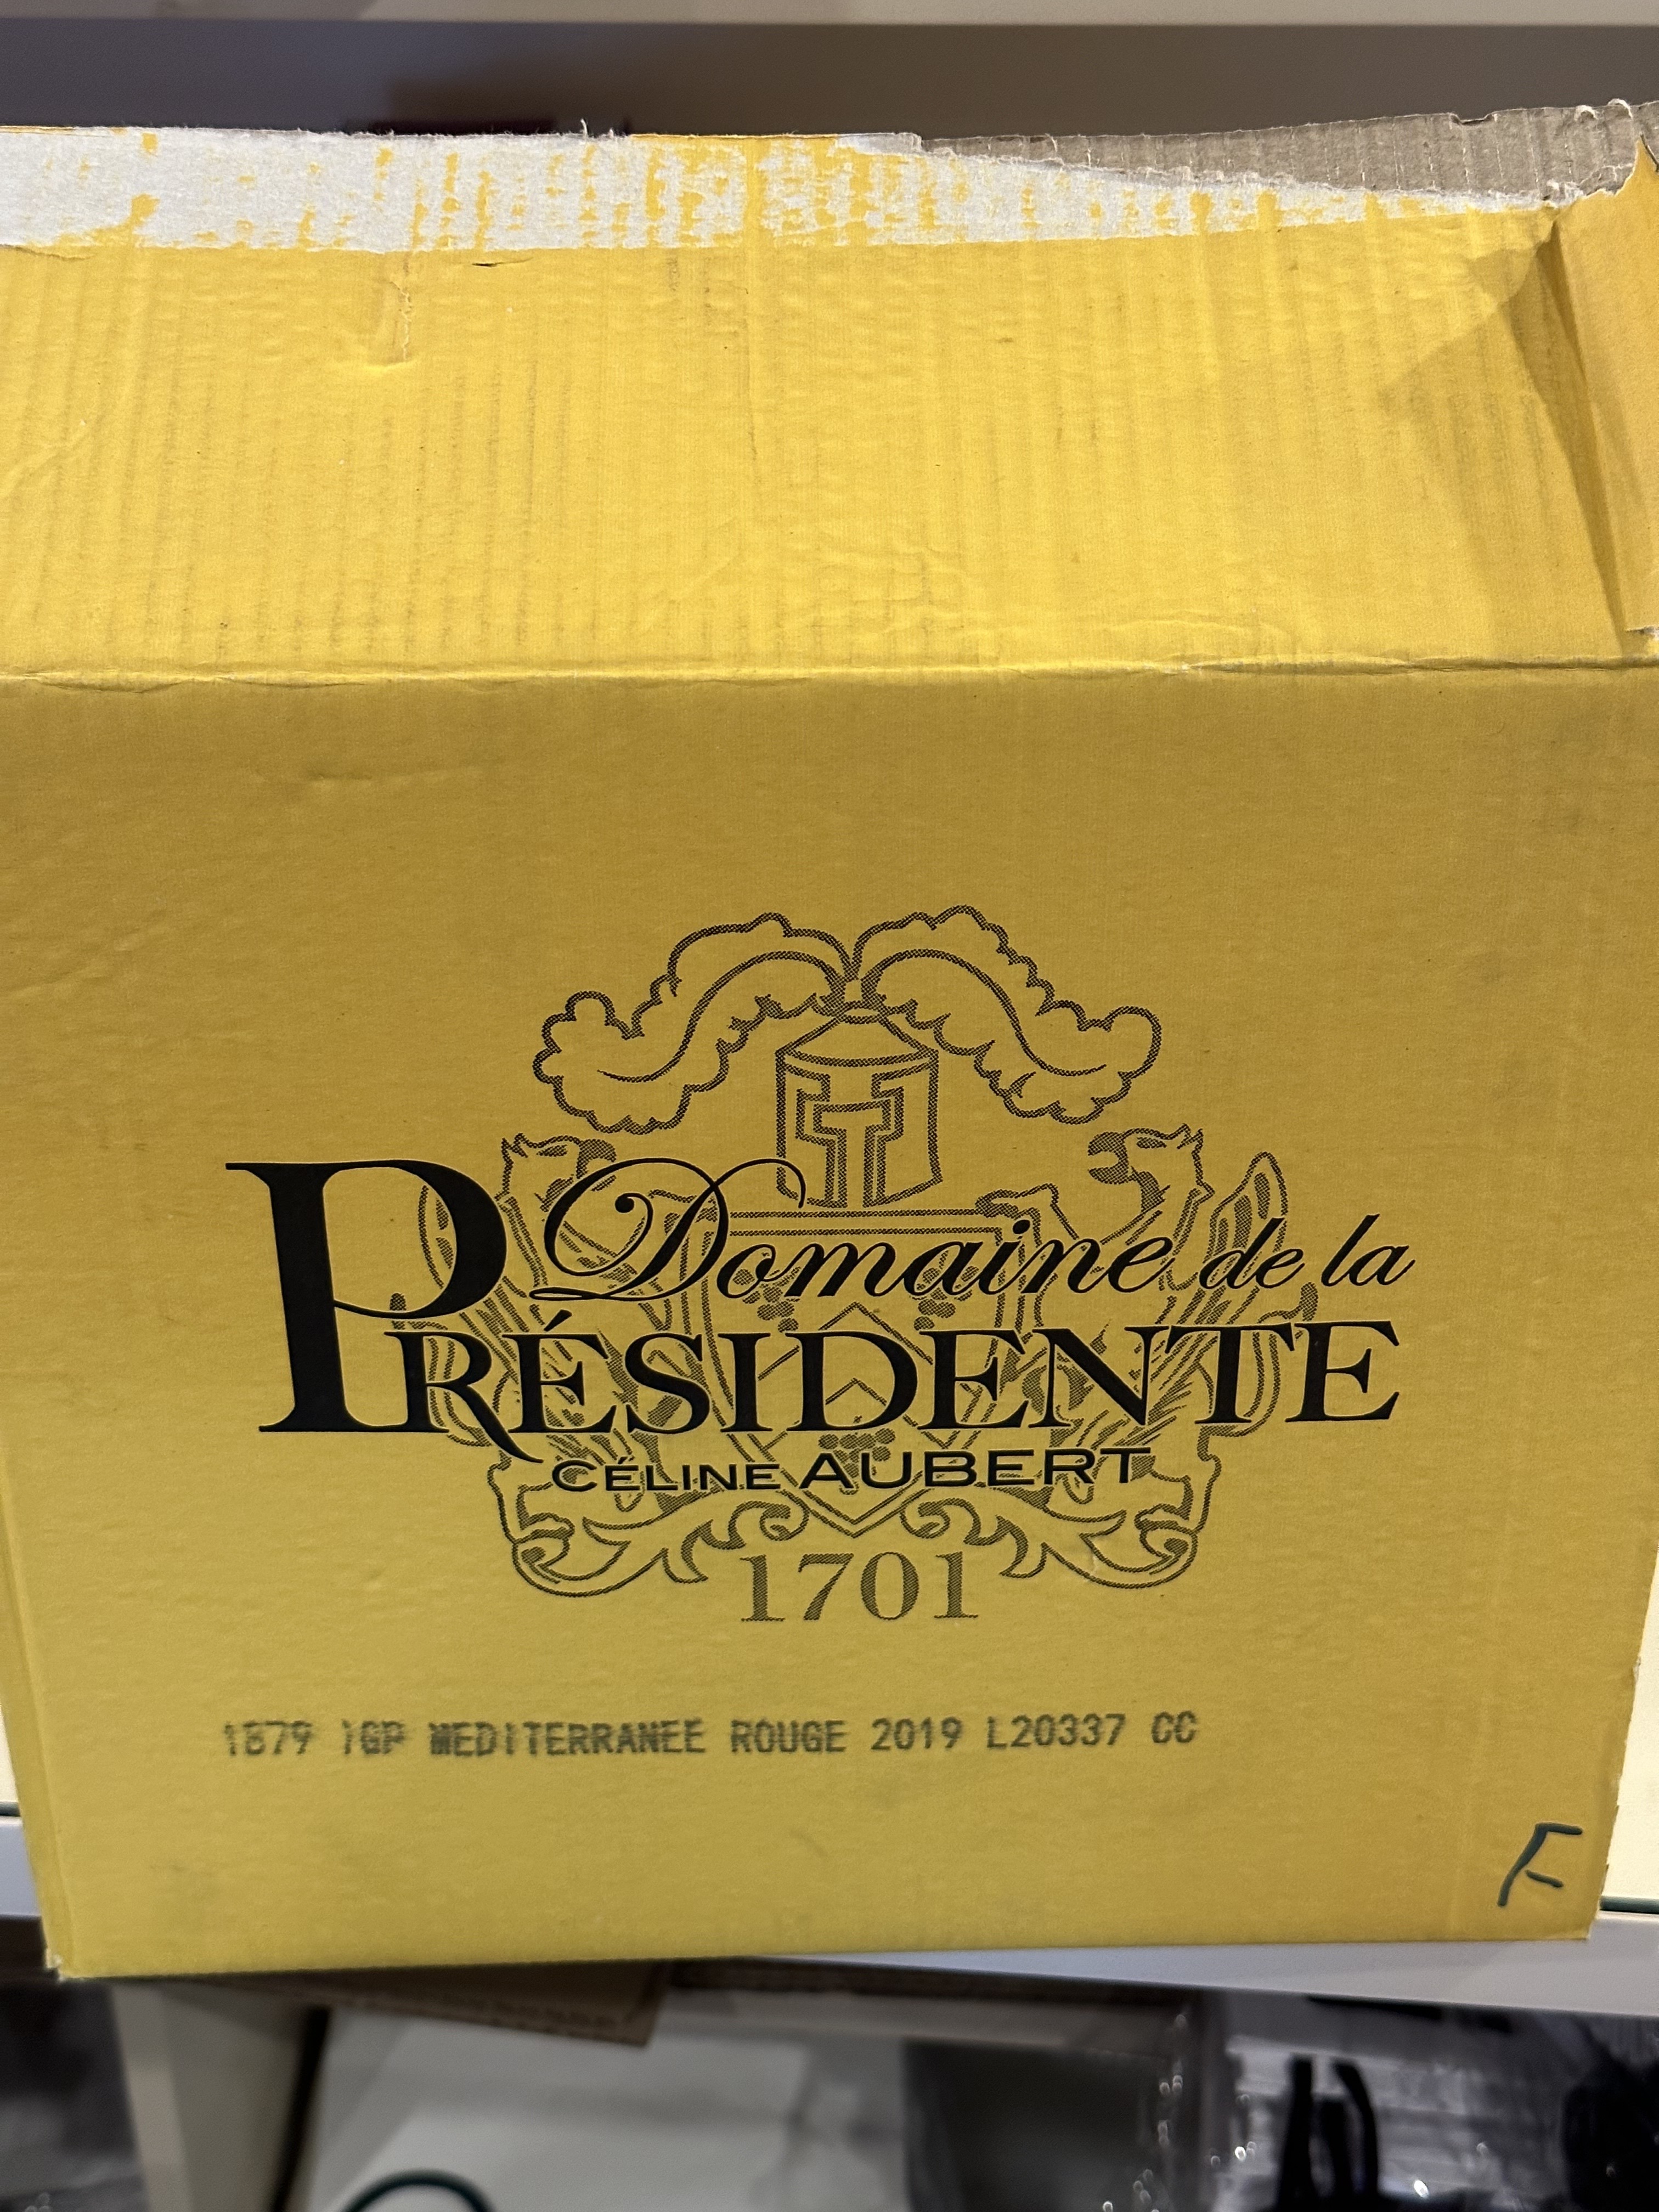 Domaine de la
PRÉSIDENTE
CÉLINE AUBERT
1701
1879 IGP MEDITERRANEE ROUGE 2019 L20337 CC
F